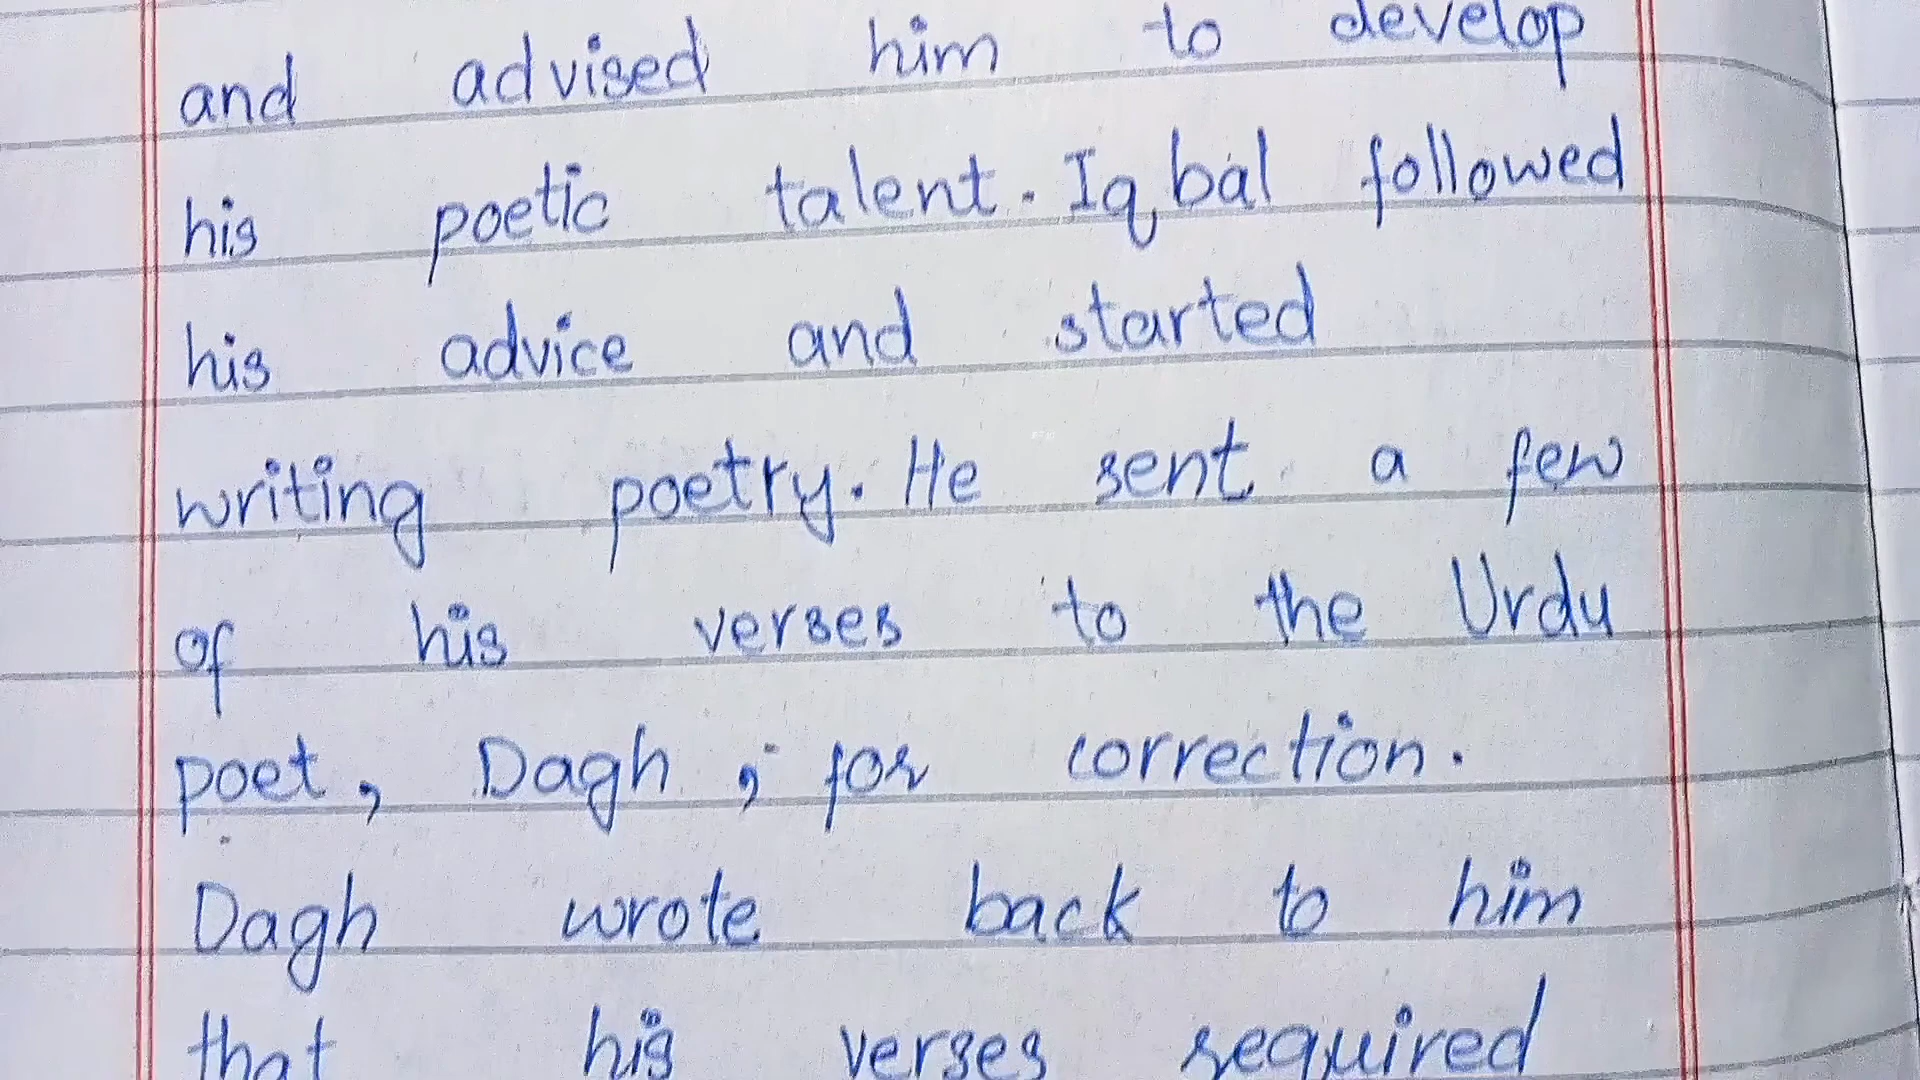 and advised him to develop
his poetic talent. Iqbal followed
his advice and started
writing poetry. He sent a few
of his verses to the Urdu
poet, Dagh, for correction.
Dagh wrote back to him
that his verses required